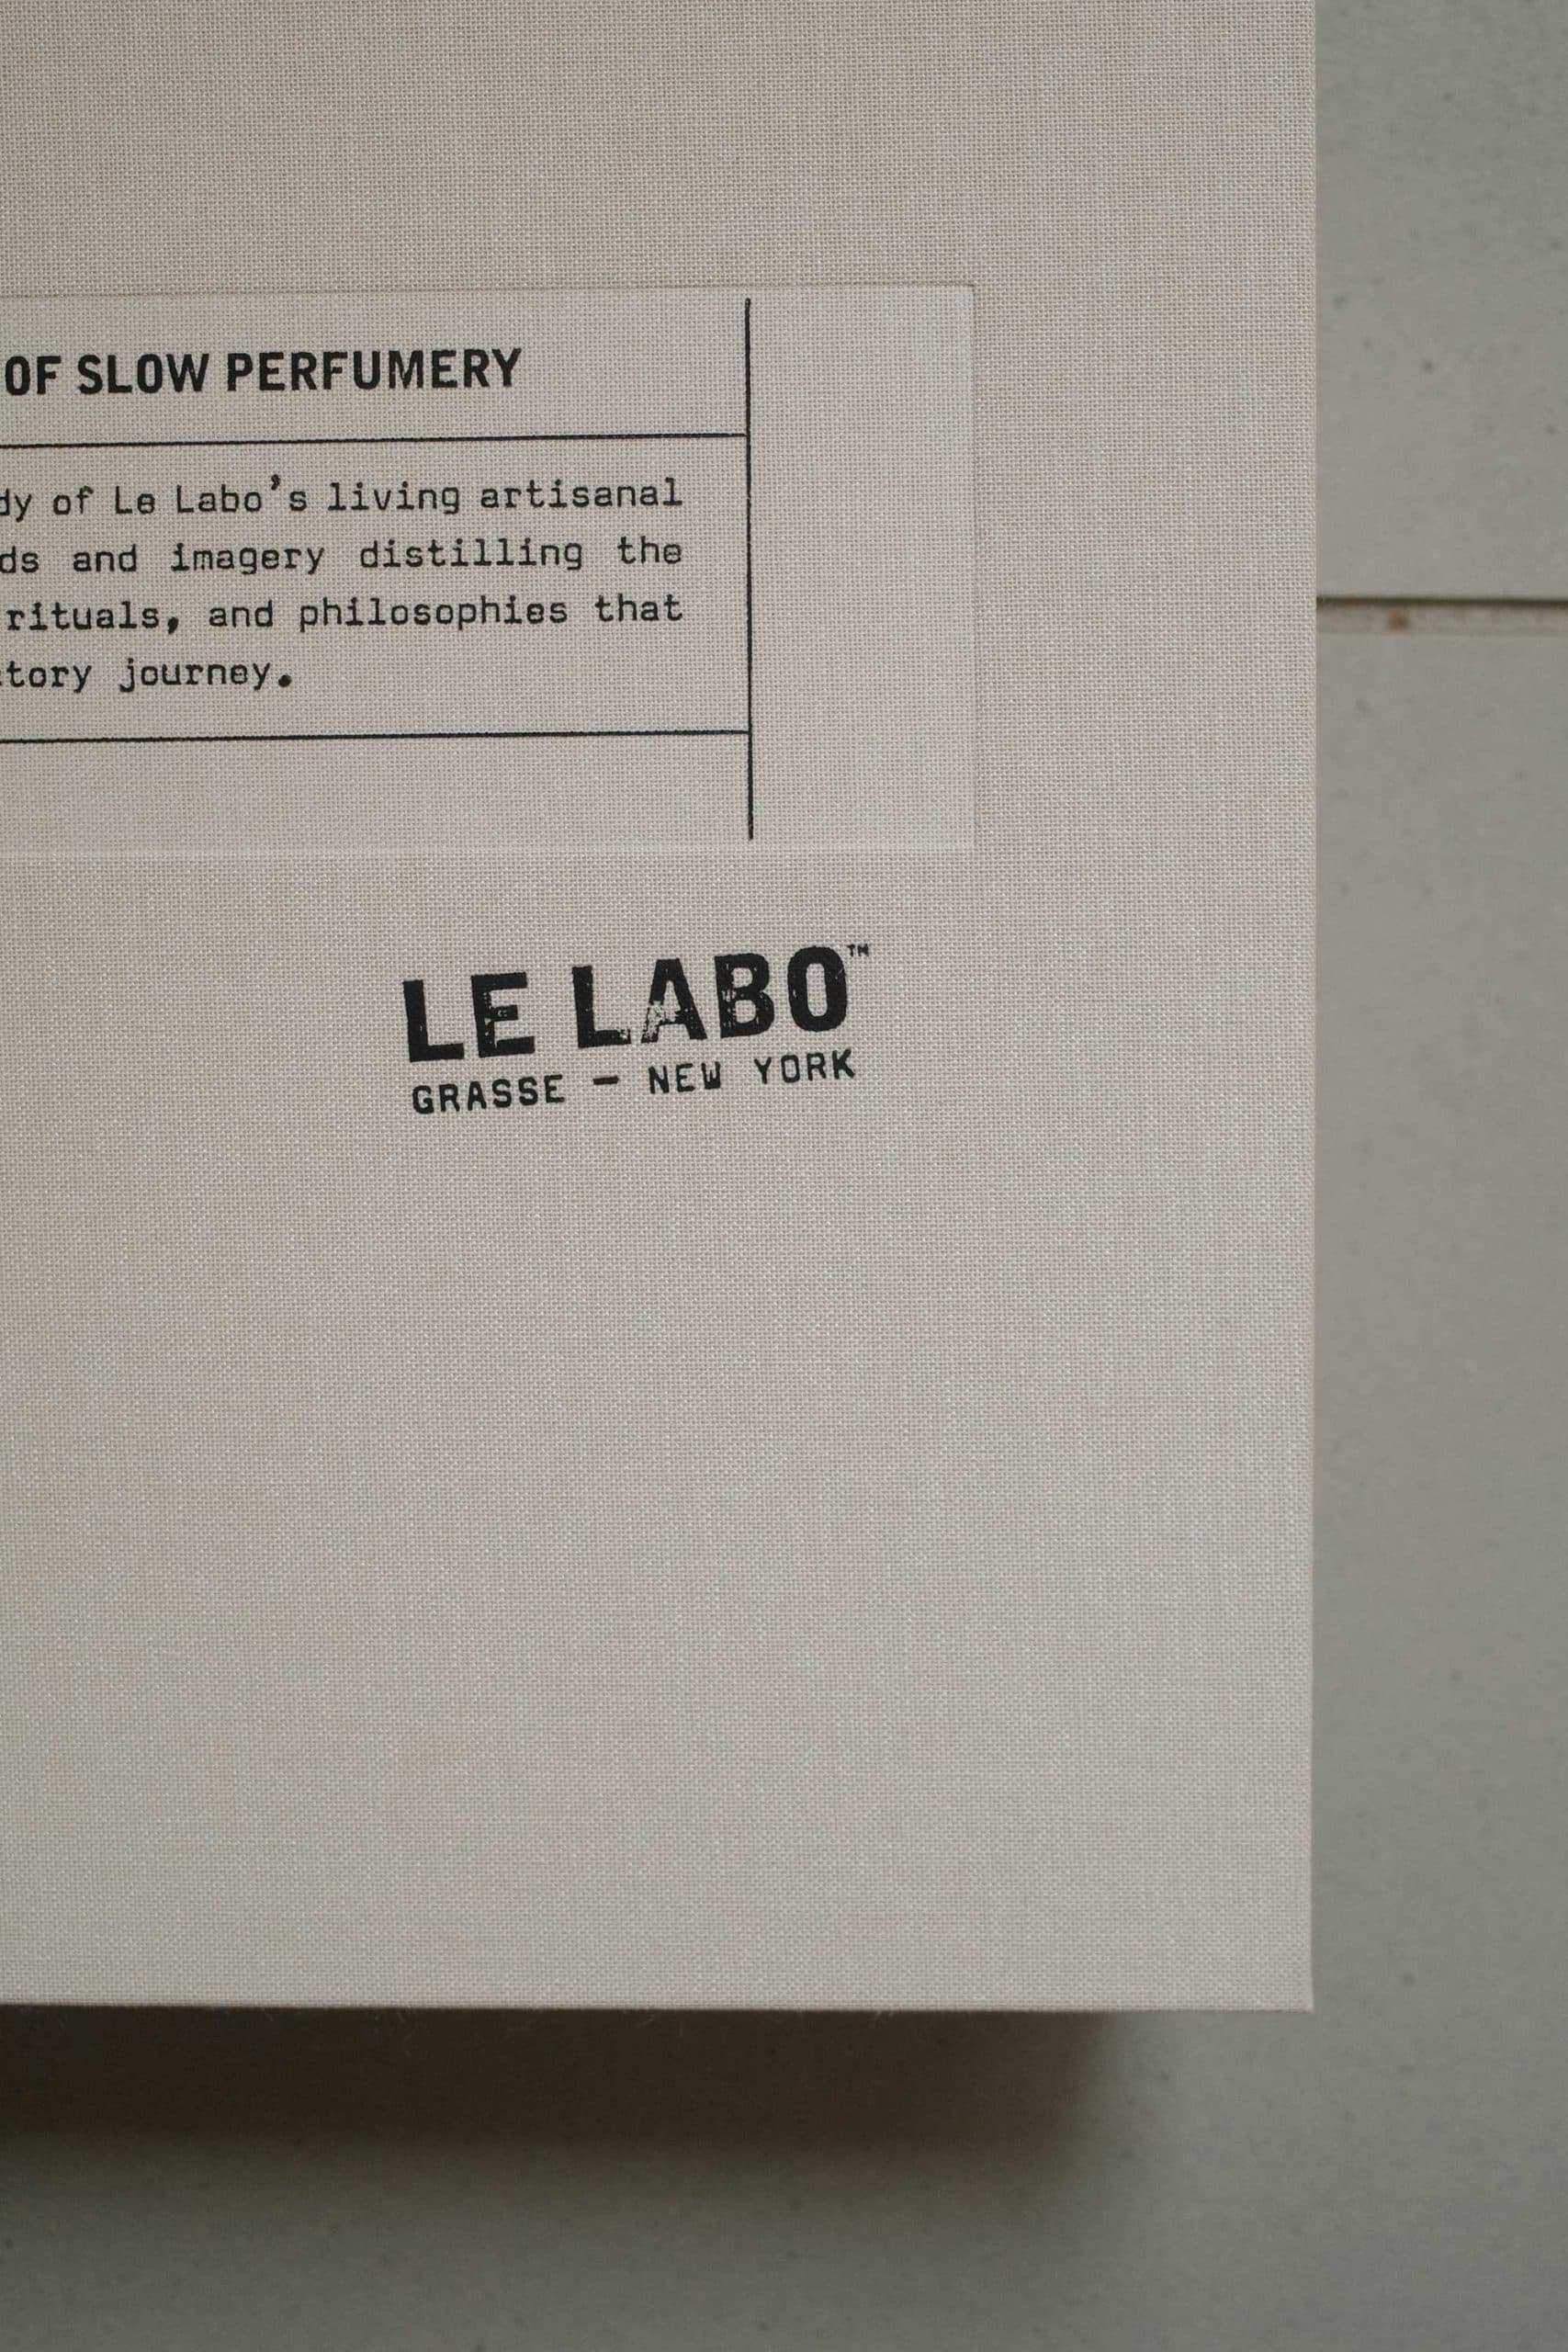 OF SLOW PERFUMERY
of Le Labo's living artisanal
and imagery distilling the
rituals, and philosophies that
journey.
LE LABO™
GRASSE — NEW YORK